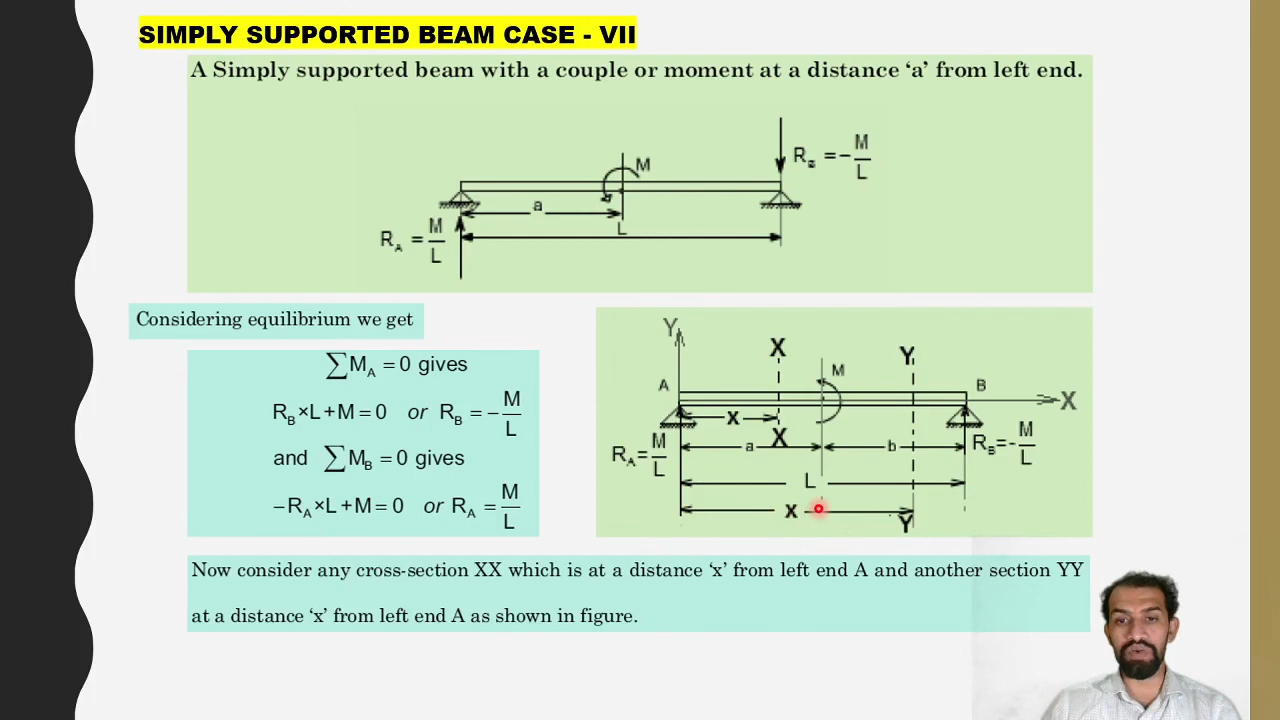 SIMPLY SUPPORTED BEAM CASE - VII
A Simply supported beam with a couple or moment at a distance ‘a’ from left end.
M
R_B = - M/L
a
L
R_A = M/L
Considering equilibrium we get
∑M_A = 0 gives
R_B × L + M = 0 or R_B = - M/L
and ∑M_B = 0 gives
-R_A × L + M = 0 or R_A = M/L
Y
X
Y
M
A
B
X
x
X
a
b
R_A = M/L
R_B = - M/L
L
x
Y
Now consider any cross-section XX which is at a distance ‘x’ from left end A and another section YY
at a distance ‘x’ from left end A as shown in figure.